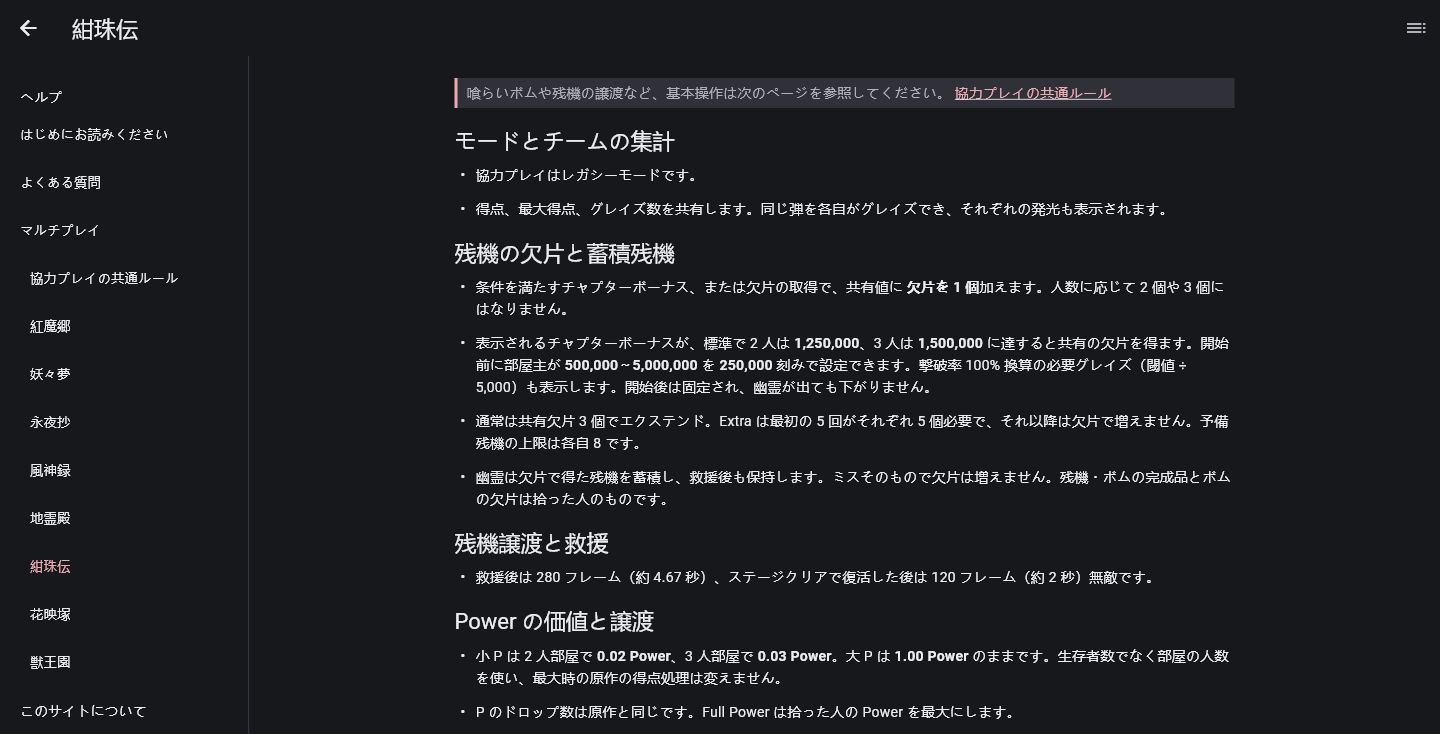 紺珠伝
ヘルプ
はじめにお読みください
よくある質問
マルチプレイ
協力プレイの共通ルール
紅魔郷
妖々夢
永夜抄
風神録
地霊殿
紺珠伝
花映塚
獣王園
このサイトについて
喰らいボムや残機の譲渡など、基本操作は次のページを参照してください。 協力プレイの共通ルール
モードとチームの集計
• 協力プレイはレガシーモードです。
• 得点、最大得点、グレイズ数を共有します。同じ弾を各自がグレイズでき、それぞれの発光も表示されます。
残機の欠片と蓄積残機
• 条件を満たすチャプターボーナス、または欠片の取得で、共有値に 欠片を 1 個加えます。人数に応じて 2 個や 3 個に
はなりません。
• 表示されるチャプターボーナスが、標準で 2 人は 1,250,000、3 人は 1,500,000 に達すると共有の欠片を得ます。開始
前に部屋主が 500,000～5,000,000 を 250,000 刻みで設定できます。撃破率 100% 換算の必要グレイズ（閾値 ÷
5,000）も表示します。開始後は固定され、幽霊が出ても下がりません。
• 通常は共有欠片 3 個でエクステンド。Extra は最初の 5 回がそれぞれ 5 個必要で、それ以降は欠片で増えません。予備
残機の上限は各自 8 です。
• 幽霊は欠片で得た残機を蓄積し、救援後も保持します。ミスそのもので欠片は増えません。残機・ボムの完成品とボム
の欠片は拾った人のものです。
残機譲渡と救援
• 救援後は 280 フレーム（約 4.67 秒）、ステージクリアで復活した後は 120 フレーム（約 2 秒）無敵です。
Power の価値と譲渡
• 小 P は 2 人部屋で 0.02 Power、3 人部屋で 0.03 Power。大 P は 1.00 Power のままです。生存者数でなく部屋の人数
を使い、最大時の原作の得点処理は変えません。
• P のドロップ数は原作と同じです。Full Power は拾った人の Power を最大にします。